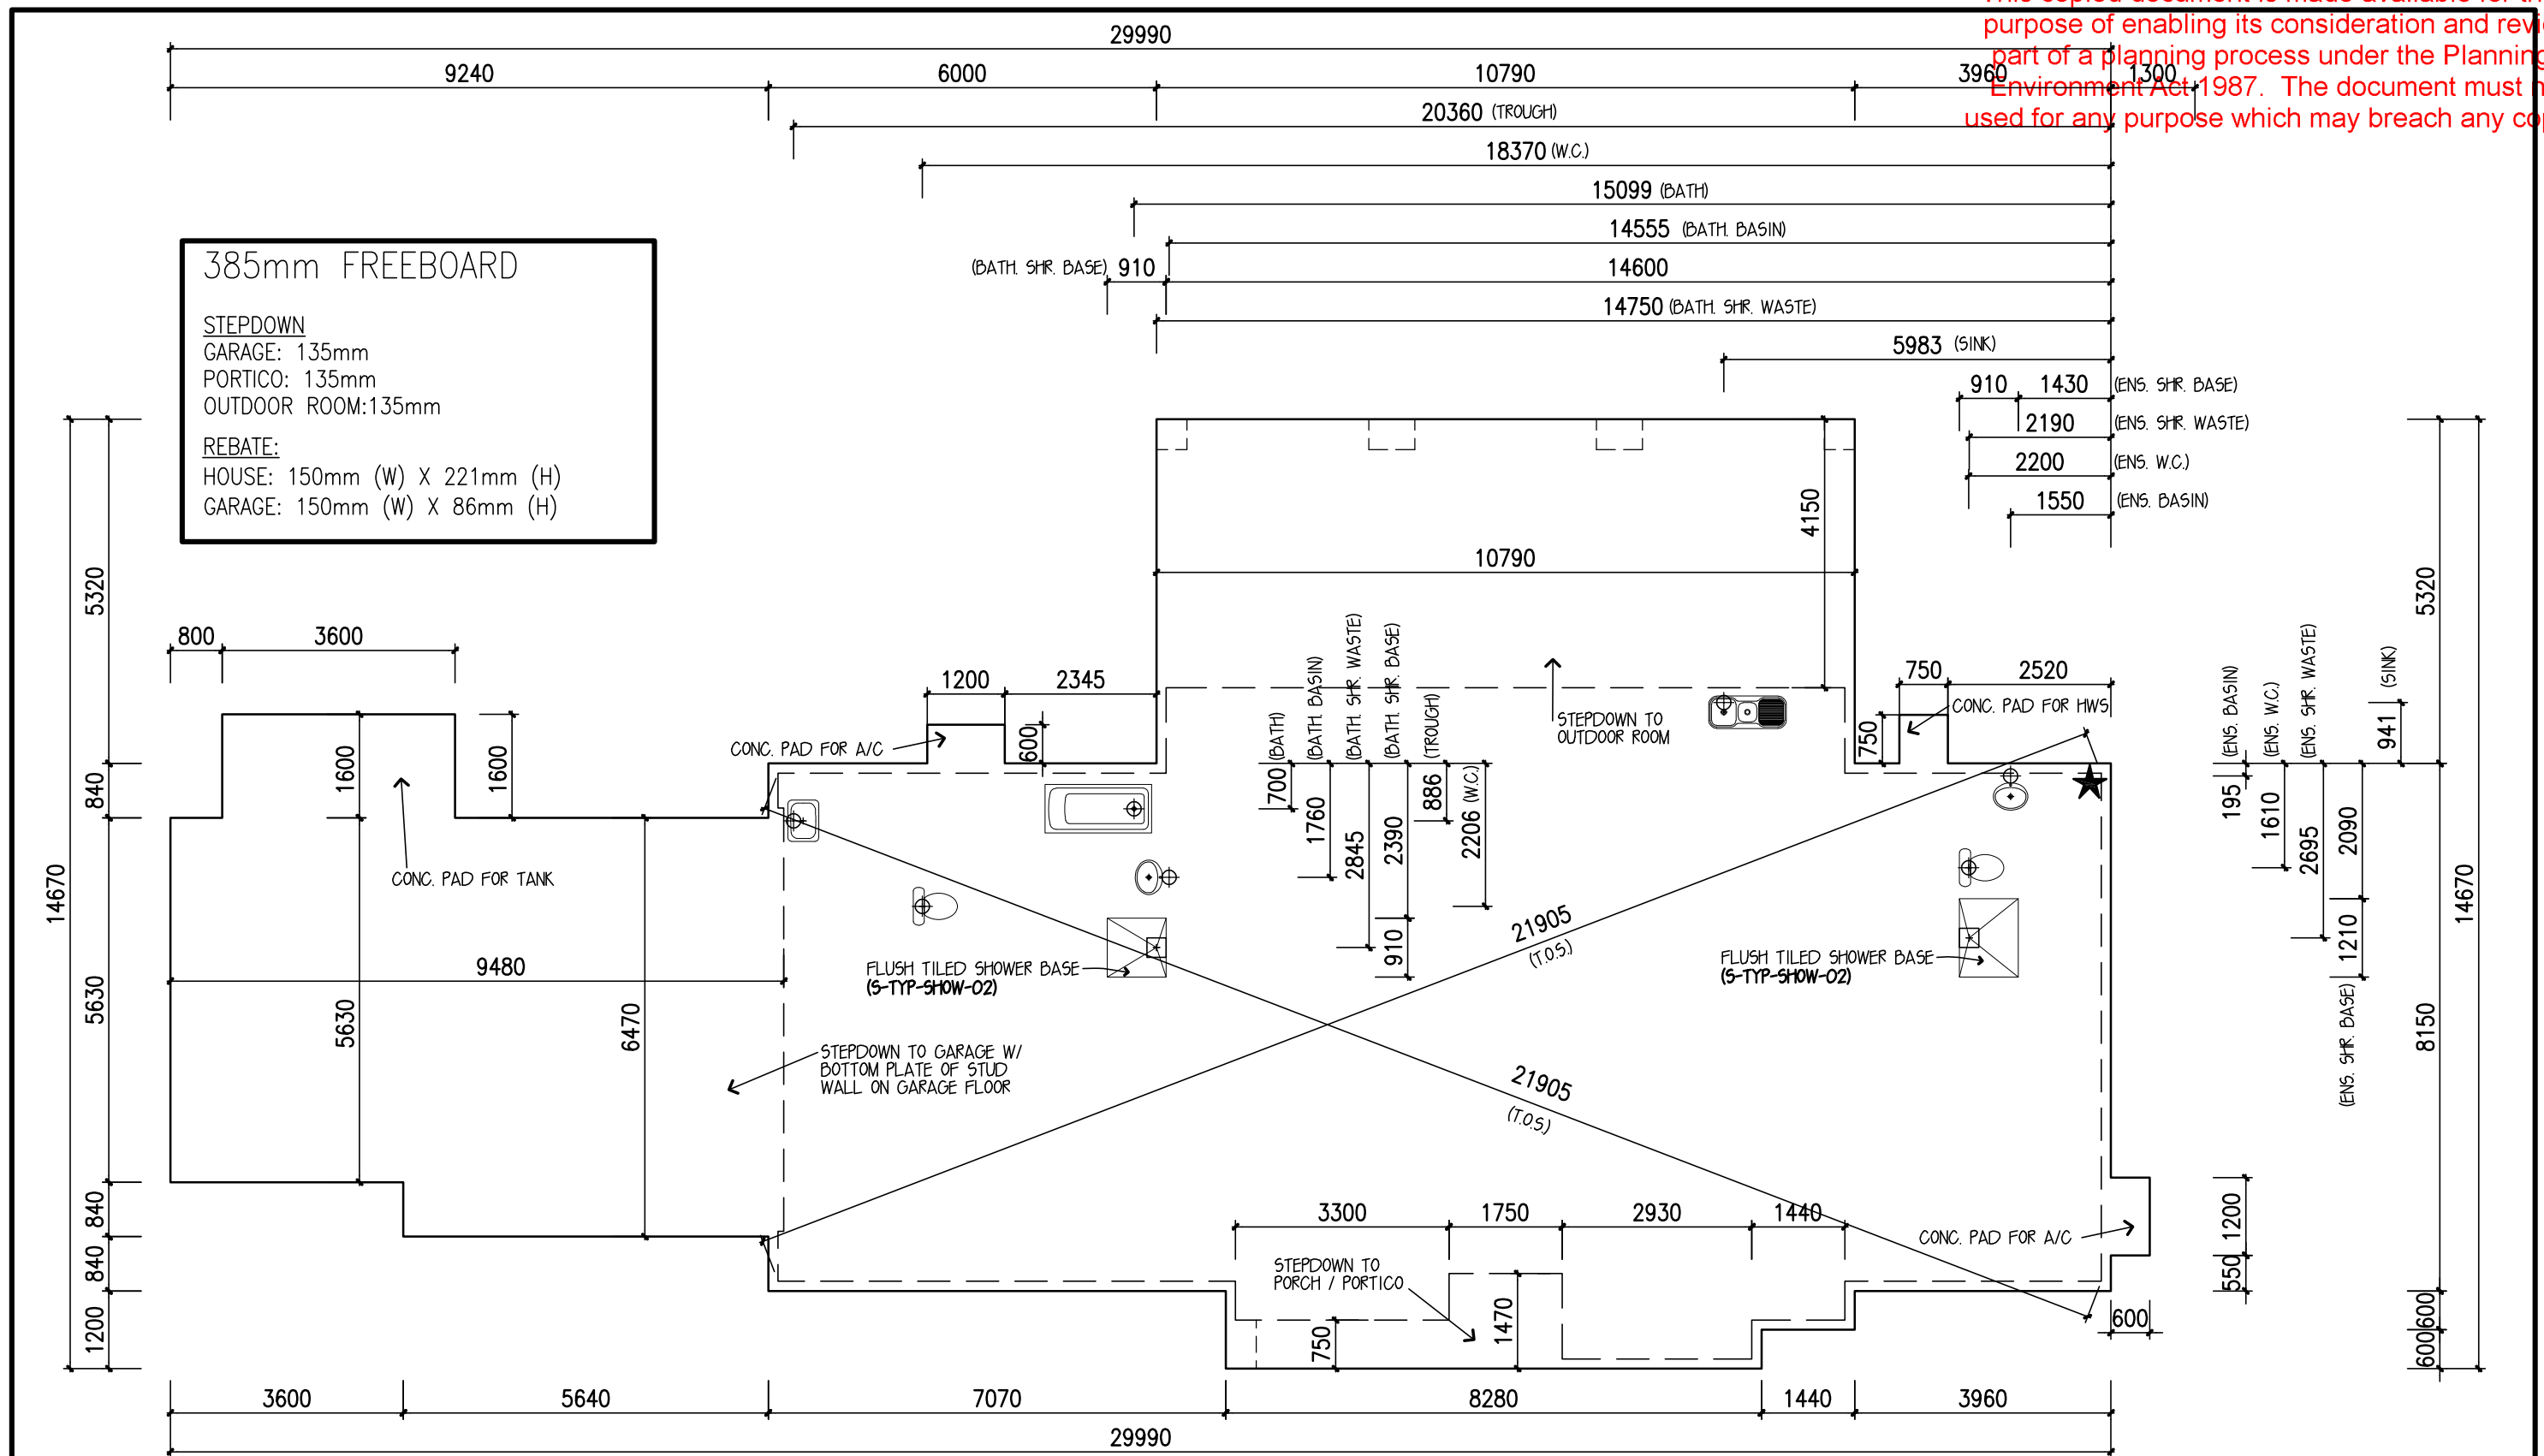 This copied document is made available for the
purpose of enabling its consideration and revi
part of a planning process under the Planning
Environment Act 1987. The document must n
used for any purpose which may breach any co
29990
9240 6000 10790 3960 1300
20360 (TROUGH)
18370 (W.C.)
15099 (BATH)
14555 (BATH. BASIN)
(BATH. SHR. BASE) 910 14600
14750 (BATH. SHR. WASTE)
5983 (SINK)
910 1430 (ENS. SHR. BASE)
2190 (ENS. SHR. WASTE)
2200 (ENS. W.C.)
1550 (ENS. BASIN)
385mm FREEBOARD
STEPDOWN
GARAGE: 135mm
PORTICO: 135mm
OUTDOOR ROOM:135mm
REBATE:
HOUSE: 150mm (W) X 221mm (H)
GARAGE: 150mm (W) X 86mm (H)
14670
5320
840
5630
840
840
1200
800 3600
1600
1600
CONC. PAD FOR TANK
9480
5630
6470
4150
10790
1200 2345
600
CONC. PAD FOR A/C
700 (BATH)
1760 (BATH BASIN)
2845 (BATH. SHR. WASTE)
2390 (BATH. SHR. BASE)
910
886 (TROUGH)
2206 (W.C.)
STEPDOWN TO
OUTDOOR ROOM
750 2520
750
CONC. PAD FOR HWS
195 (ENS. BASIN)
1610 (ENS. W.C.)
2695 (ENS. SHR. WASTE)
2090
1210
(ENS. SHR. BASE)
941 (SINK)
5320
8150
600
600
14670
FLUSH TILED SHOWER BASE
(S-TYP-SHOW-02)
21905
(T.O.S.)
FLUSH TILED SHOWER BASE
(S-TYP-SHOW-02)
STEPDOWN TO GARAGE W/
BOTTOM PLATE OF STUD
WALL ON GARAGE FLOOR
21905
(T.O.S.)
3300 1750 2930 1440
STEPDOWN TO
PORCH / PORTICO
750
1470
CONC. PAD FOR A/C
1200
550
600
3600 5640 7070 8280 1440 3960
29990